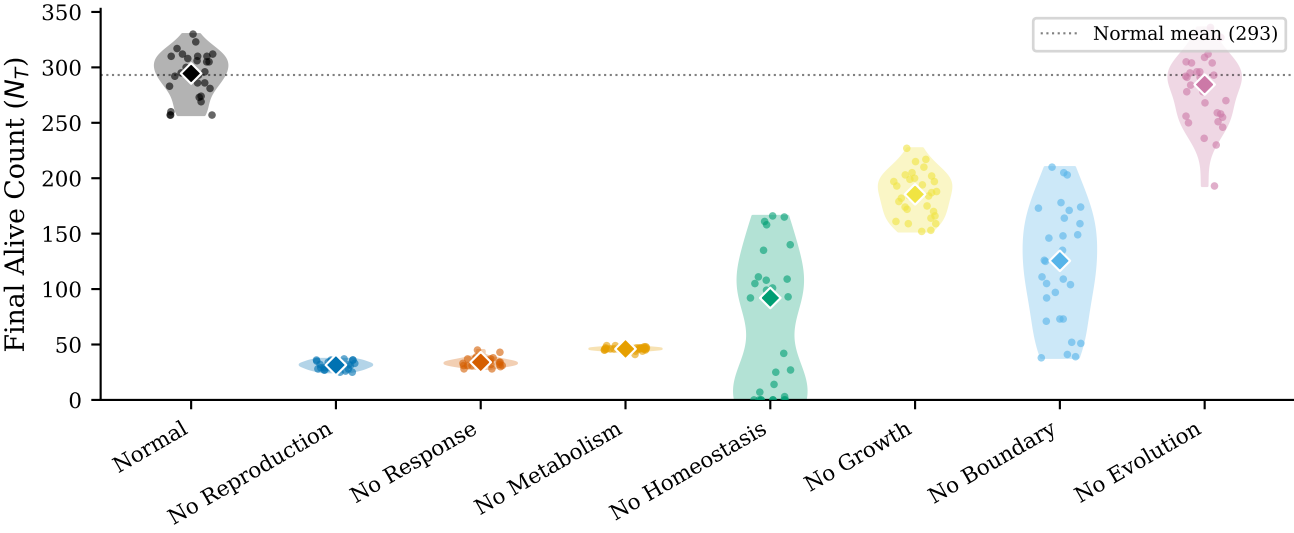 Final Alive Count (N_T)
350
300
250
200
150
100
50
0
Normal mean (293)
Normal
No Reproduction
No Response
No Metabolism
No Homeostasis
No Growth
No Boundary
No Evolution